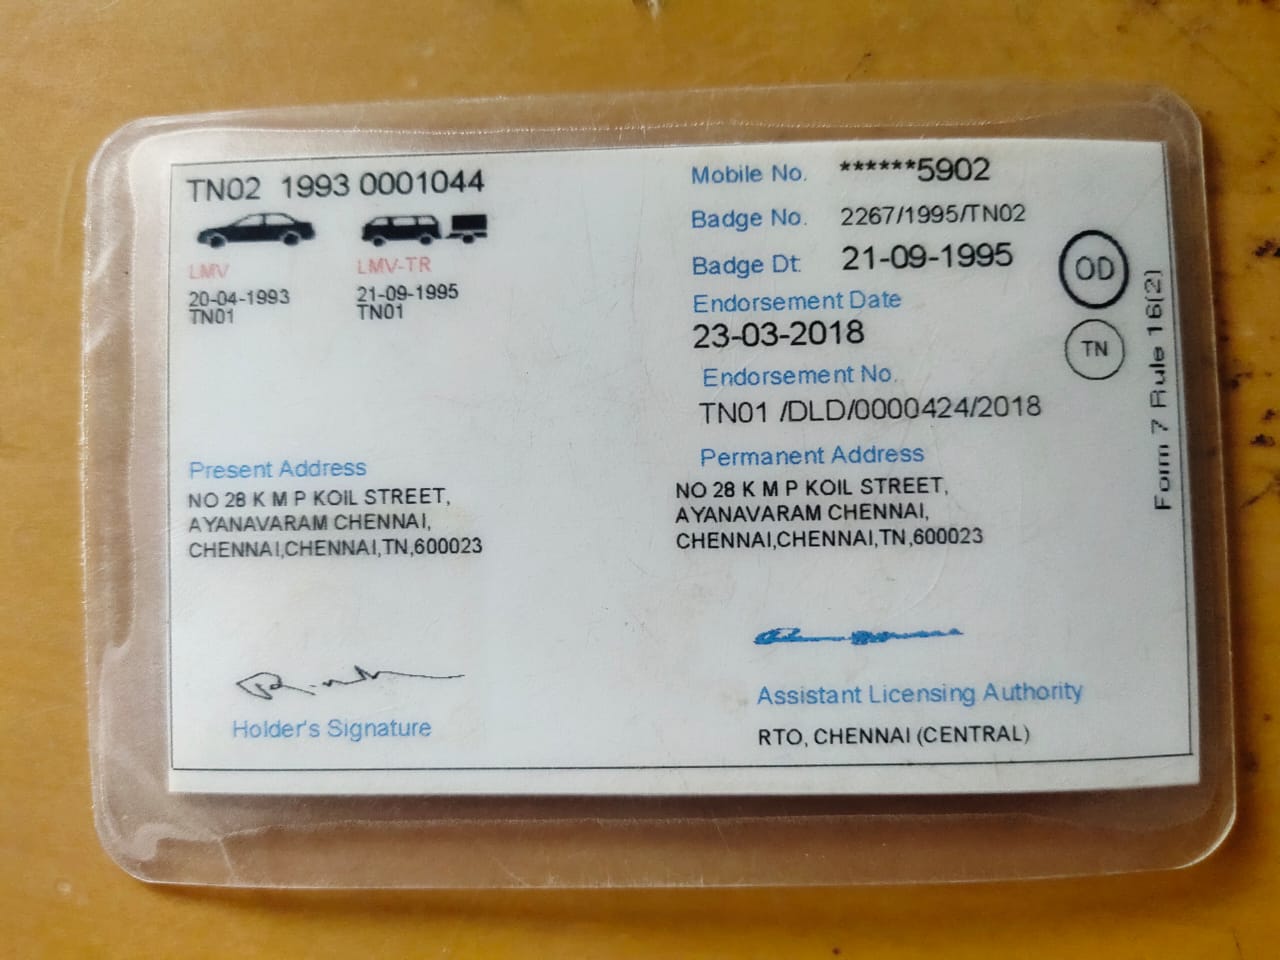 TN02 1993 0001044
LMV LMV-TR
20-04-1993 21-09-1995
TN01 TN01
Present Address
NO 28 K M P KOIL STREET,
AYANAVARAM CHENNAI,
CHENNAI,CHENNAI,TN,600023
Holder's Signature
Mobile No. ******5902
Badge No. 2267/1995/TN02
Badge Dt. 21-09-1995
Endorsement Date
23-03-2018
Endorsement No.
TN01 /DLD/0000424/2018
Permanent Address
NO 28 K M P KOIL STREET,
AYANAVARAM CHENNAI,
CHENNAI,CHENNAI,TN,600023
Assistant Licensing Authority
RTO, CHENNAI (CENTRAL)
OD
TN
Form 7 Rule 16(2)